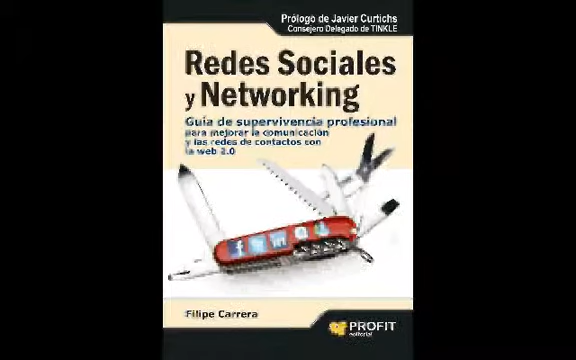 Prólogo de Javier Curtichs
Consejero Delegado de TINKLE
Redes Sociales
y Networking
Guía de supervivencia profesional
para mejorar la comunicación
y las redes de contactos con
la web 2.0
f in
Filipe Carrera
PROFIT
editorial